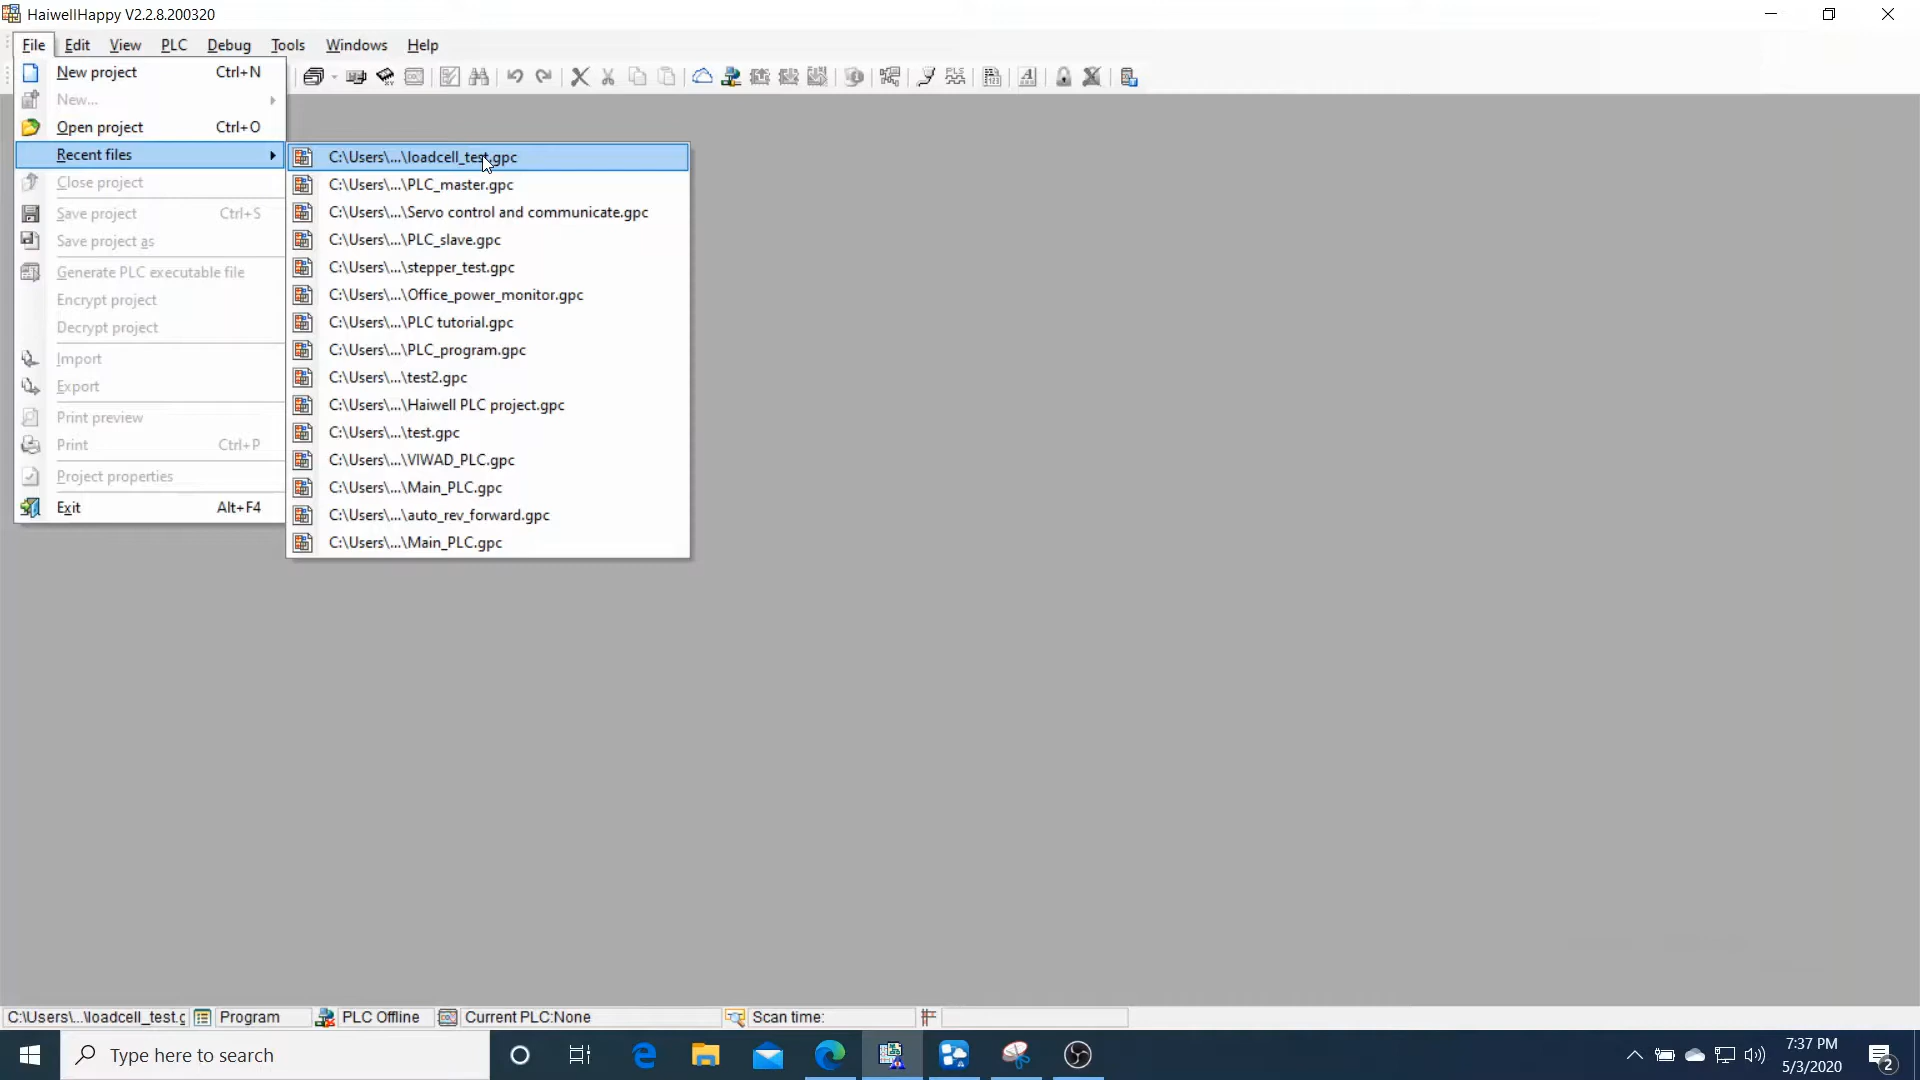 HaiwellHappy V2.2.8.200320
File Edit View PLC Debug Tools Windows Help
New project Ctrl+N
New...
Open project Ctrl+O
Recent files
Close project
Save project Ctrl+S
Save project as
Generate PLC executable file
Encrypt project
Decrypt project
Import
Export
Print preview
Print Ctrl+P
Project properties
Exit Alt+F4
C:\Users\...\loadcell_test.gpc
C:\Users\...\PLC_master.gpc
C:\Users\...\Servo control and communicate.gpc
C:\Users\...\PLC_slave.gpc
C:\Users\...\stepper_test.gpc
C:\Users\...\Office_power_monitor.gpc
C:\Users\...\PLC tutorial.gpc
C:\Users\...\PLC_program.gpc
C:\Users\...\test2.gpc
C:\Users\...\Haiwell PLC project.gpc
C:\Users\...\test.gpc
C:\Users\...\VIWAD_PLC.gpc
C:\Users\...\Main_PLC.gpc
C:\Users\...\auto_rev_forward.gpc
C:\Users\...\Main_PLC.gpc
C:\Users\...\loadcell_test.g Program PLC Offline Current PLC:None Scan time:
Type here to search
7:37 PM
5/3/2020
2